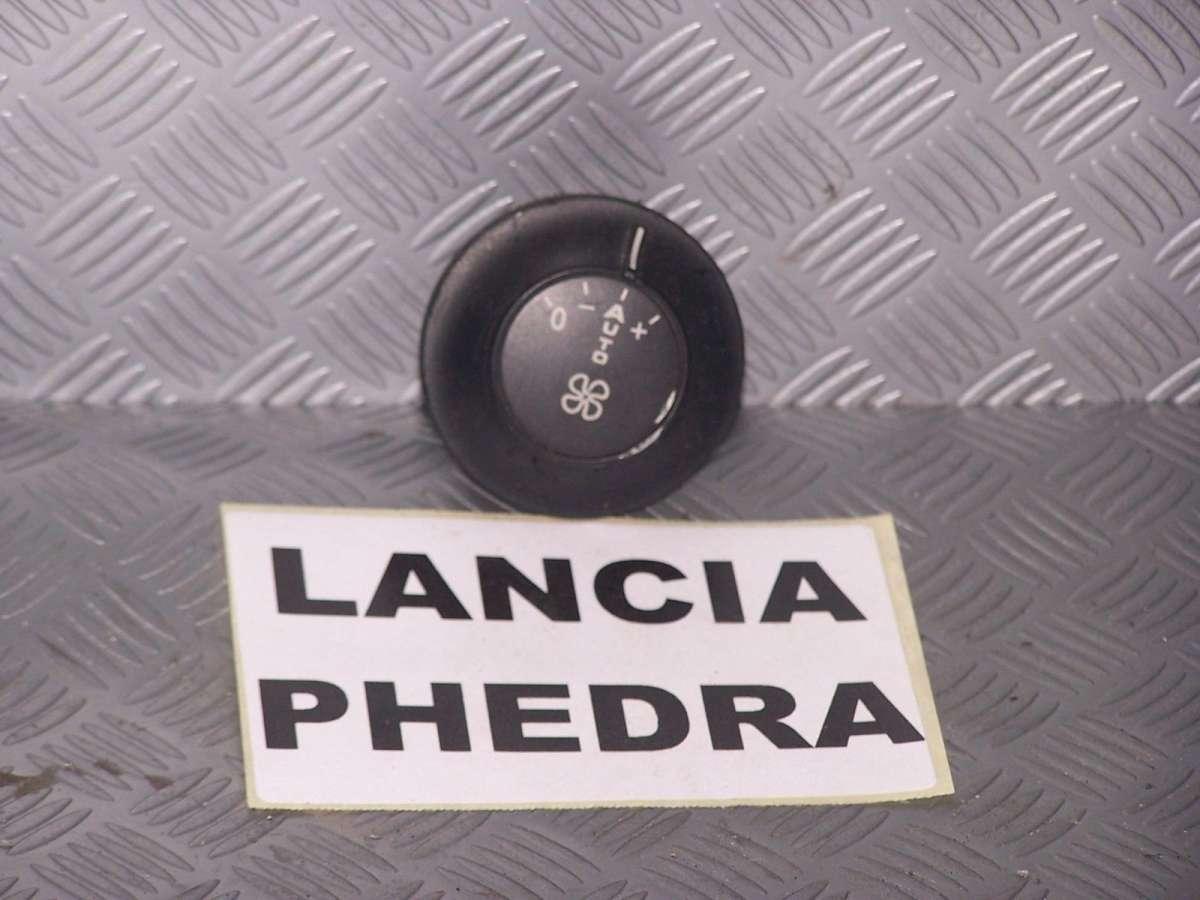 0 - AUTO +
LANCIA
PHEDRA